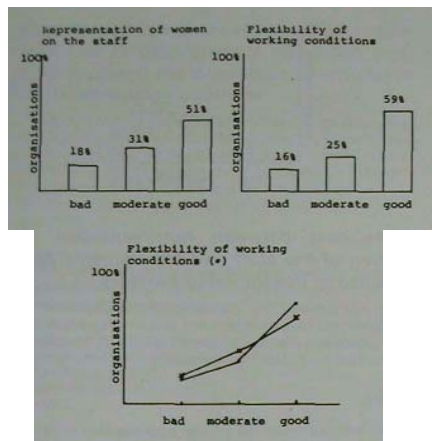 Representation of women
on the staff
100%
organisations
18%
31%
51%
bad moderate good
Flexibility of
working conditions
100%
organisations
16%
25%
59%
bad moderate good
Flexibility of working
conditions (•)
100%
organisations
bad moderate good